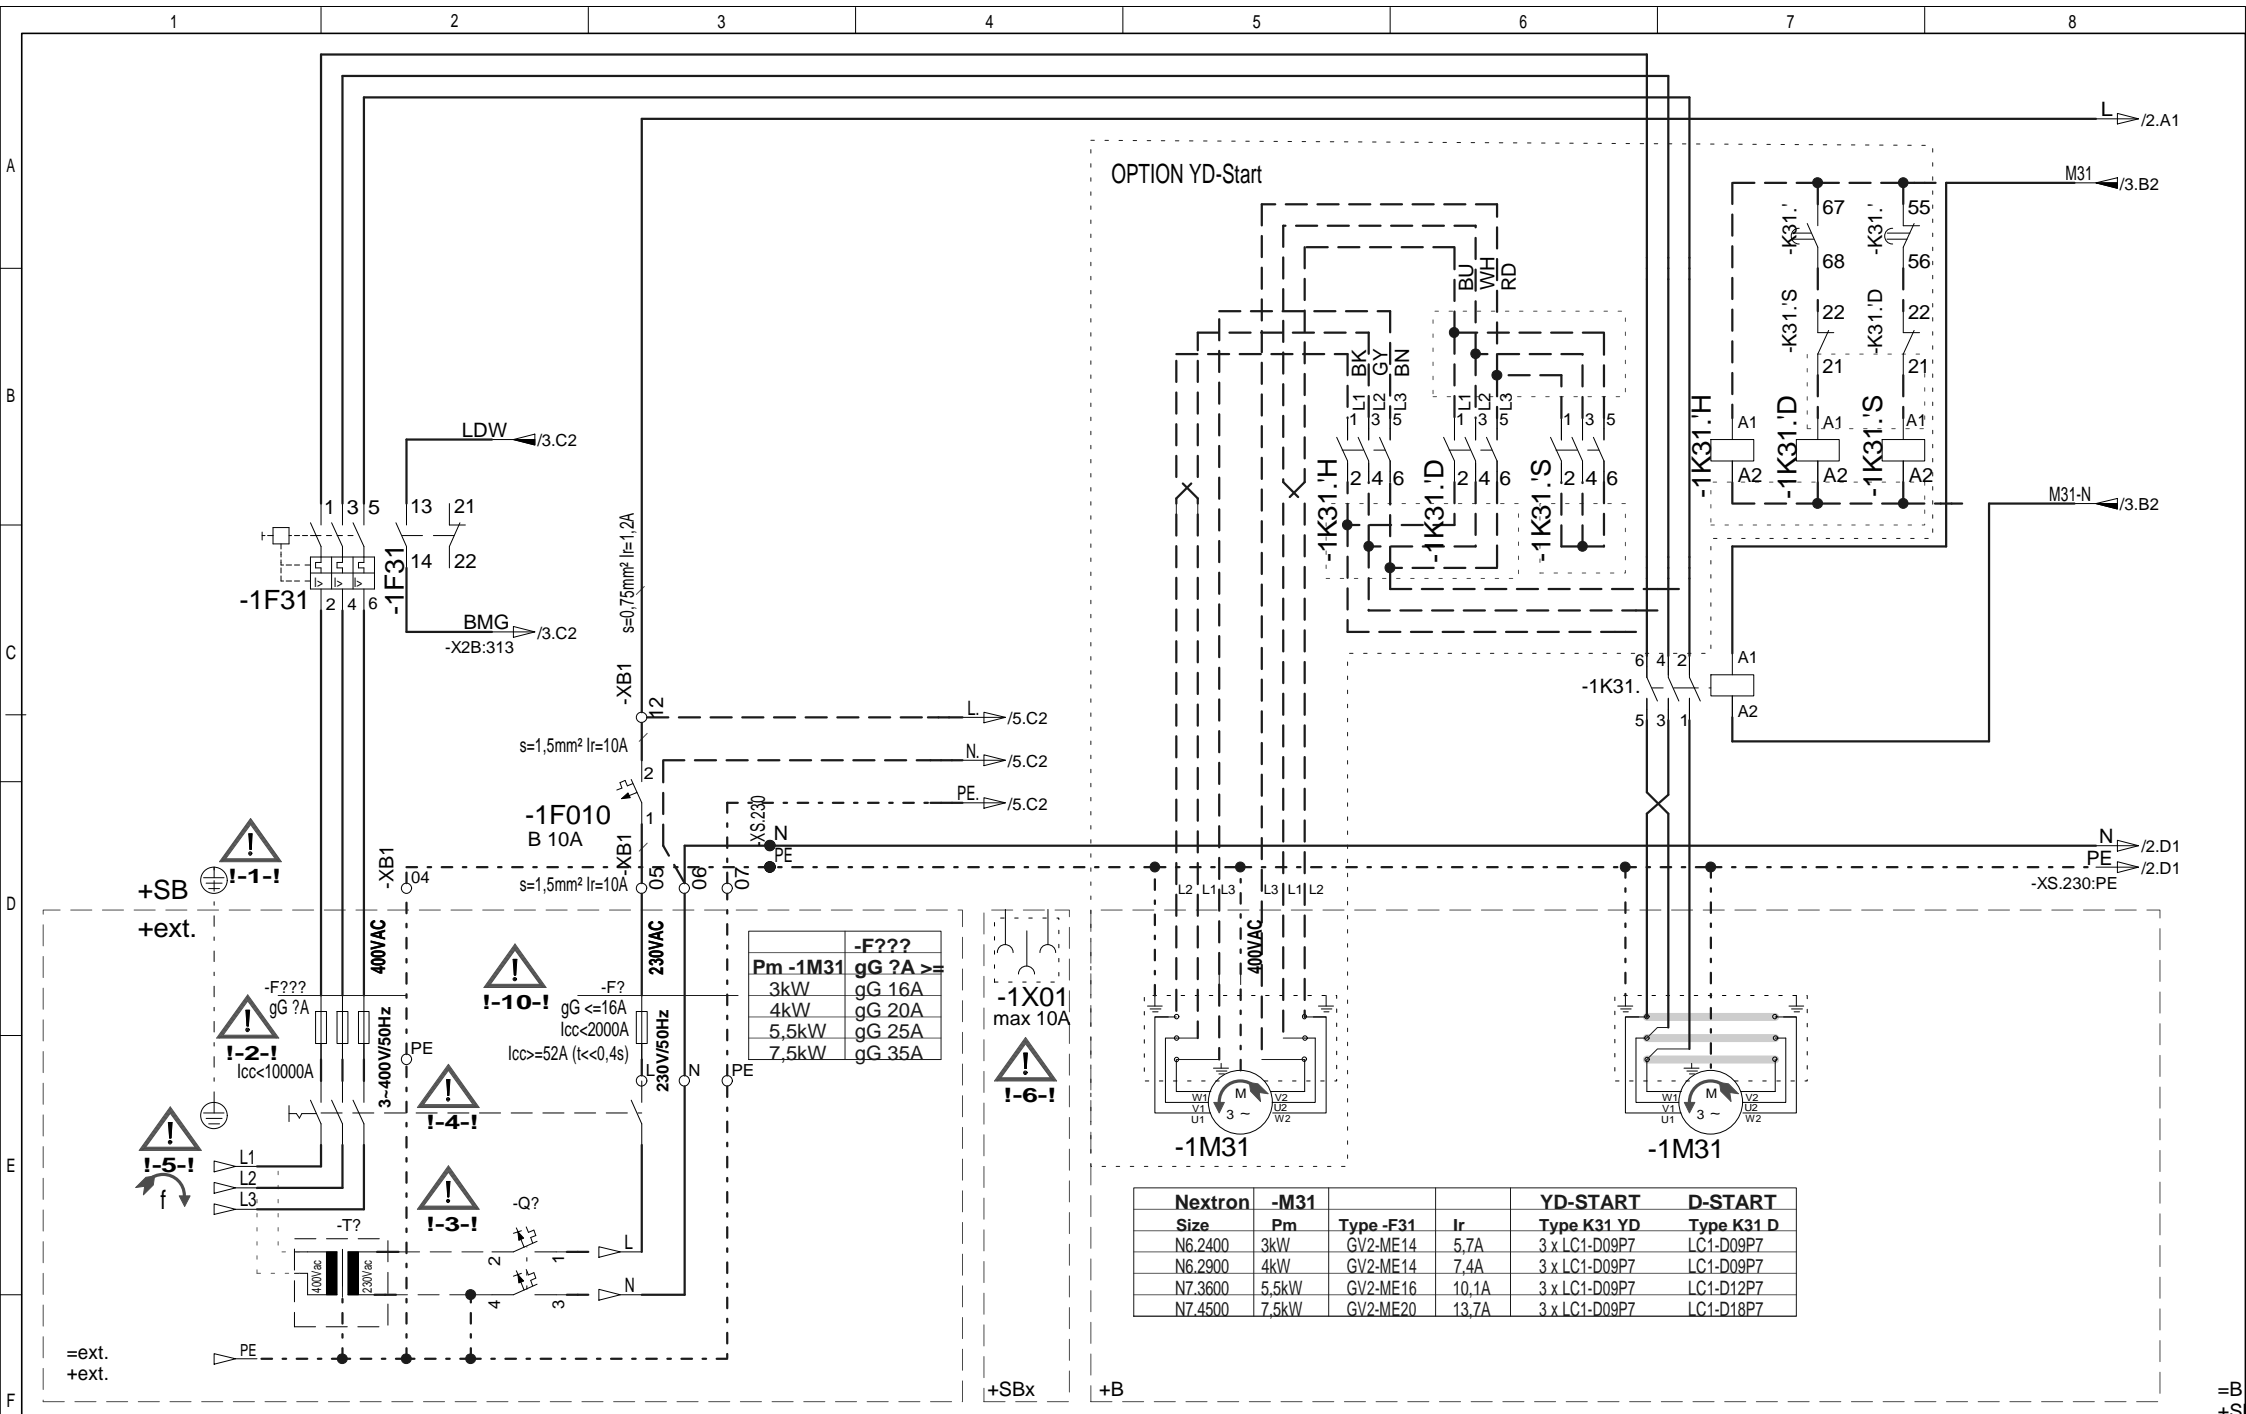 1 2 3 4 5 6 7 8
A
B
C
D
E
F
L /2.A1
M31 /3.B2
M31-N /3.B2
OPTION YD-Start
BU WH RD
BK GY BN
L1 L2 L3
L1 L2 L3
1 3 5
1 3 5
1 3 5
2 4 6
2 4 6
2 4 6
-1K31.'H
-1K31.'D
-1K31.'S
-K31.' 67 68
-K31.' 55 56
-K31.'S 22 21
-K31.'D 22 21
-1K31.'H A1 A2
-1K31.'D A1 A2
-1K31.'S A1 A2
LDW /3.C2
1 3 5
13 21
14 22
-1F31
-1F31
2 4 6
BMG /3.C2
-X2B:313
s=0,75mm² Ir=1,2A
-XB1
12
L. /5.C2
s=1,5mm² Ir=10A
N. /5.C2
2
-1F010
B 10A
1
PE. /5.C2
-XS.230
N
PE
6 4 2
-1K31.
5 3 1
A1
A2
N /2.D1
PE /2.D1
-XS.230:PE
!-1-!
+SB
+ext.
-XB1
04
-XB1
s=1,5mm² Ir=10A
05 06 07
L2 L1 L3 L3 L1 L2
400VAC
230VAC
400VAC
-F???
gG ?A
!-2-!
Icc<10000A
3~400V/50Hz
PE
!-10-!
-F?
gG <=16A
Icc<2000A
Icc>=52A (t<<0,4s)
230V/50Hz
L N PE
-F???
Pm -1M31 gG ?A >=
3kW gG 16A
4kW gG 20A
5,5kW gG 25A
7,5kW gG 35A
-1X01
max 10A
!-6-!
!-4-!
!-5-!
f
L1
L2
L3
!-3-!
-T?
400Vac
230Vac
-Q?
2 1
4 3
L
N
PE
W1
V1
U1
M
3 ~
V2
U2
W2
-1M31
W1
V1
U1
M
3 ~
V2
U2
W2
-1M31
Nextron -M31 YD-START D-START
Size Pm Type -F31 Ir Type K31 YD Type K31 D
N6.2400 3kW GV2-ME14 5,7A 3 x LC1-D09P7 LC1-D09P7
N6.2900 4kW GV2-ME14 7,4A 3 x LC1-D09P7 LC1-D09P7
N7.3600 5,5kW GV2-ME16 10,1A 3 x LC1-D09P7 LC1-D12P7
N7.4500 7,5kW GV2-ME20 13,7A 3 x LC1-D09P7 LC1-D18P7
=ext.
+ext.
+SBx
+B
=B